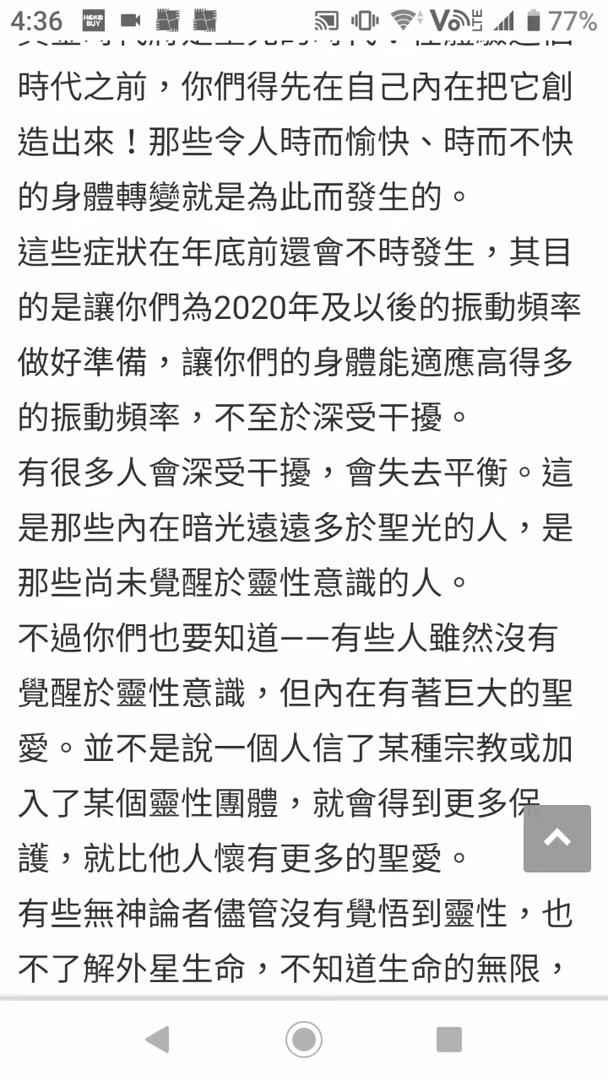 4:36
HOKO BUY
Vo LTE
77%
時代之前，你們得先在自己內在把它創
造出來！那些令人時而愉快、時而不快
的身體轉變就是為此而發生的。
這些症狀在年底前還會不時發生，其目
的是讓你們為2020年及以後的振動頻率
做好準備，讓你們的身體能適應高得多
的振動頻率，不至於深受干擾。
有很多人會深受干擾，會失去平衡。這
是那些內在暗光遠遠多於聖光的人，是
那些尚未覺醒於靈性意識的人。
不過你們也要知道——有些人雖然沒有
覺醒於靈性意識，但內在有著巨大的聖
愛。並不是說一個人信了某種宗教或加
入了某個靈性團體，就會得到更多保
護，就比他人懷有更多的聖愛。
有些無神論者儘管沒有覺悟到靈性，也
不了解外星生命，不知道生命的無限，